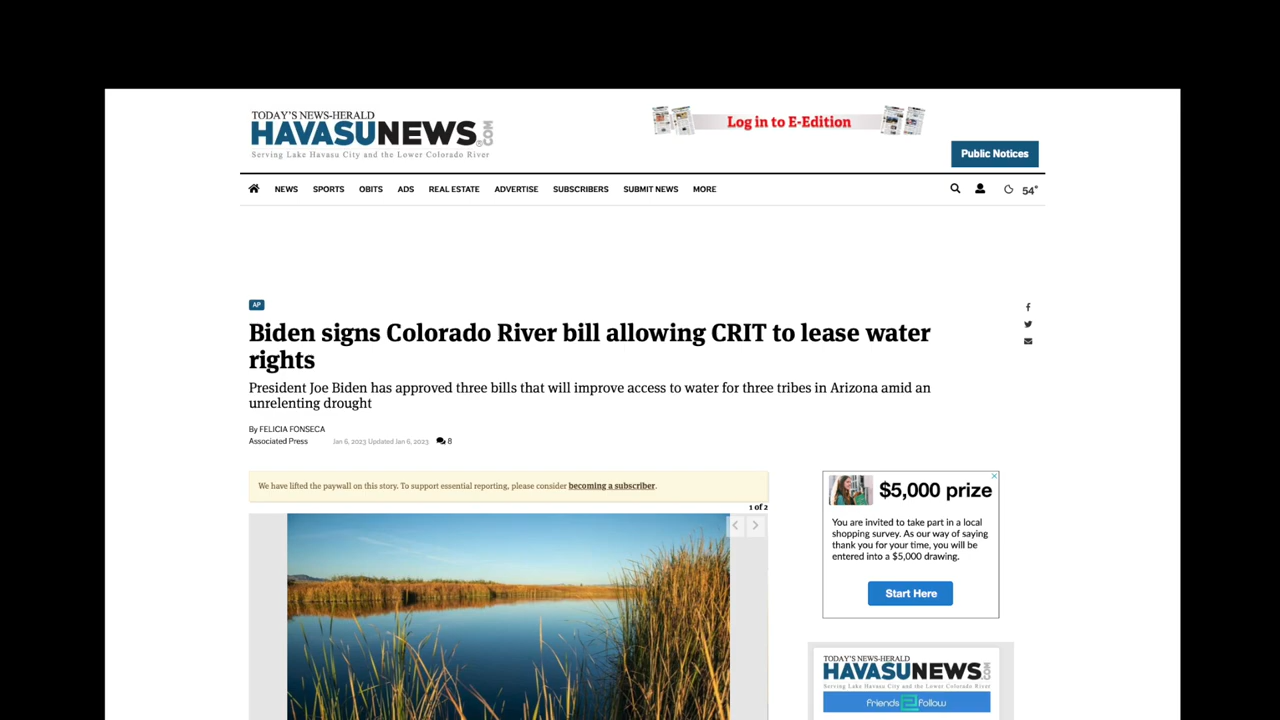 TODAY'S NEWS-HERALD
HAVASUNEWS.COM
Serving Lake Havasu City and the Lower Colorado River
Log in to E-Edition
Public Notices
NEWS SPORTS OBITS ADS REAL ESTATE ADVERTISE SUBSCRIBERS SUBMIT NEWS MORE
54°
AP
Biden signs Colorado River bill allowing CRIT to lease water
rights
President Joe Biden has approved three bills that will improve access to water for three tribes in Arizona amid an
unrelenting drought
By FELICIA FONSECA
Associated Press Jan 6, 2023 Updated Jan 6, 2023 8
We have lifted the paywall on this story. To support essential reporting, please consider becoming a subscriber.
1 of 2
$5,000 prize
You are invited to take part in a local
shopping survey. As our way of saying
thank you for your time, you will be
entered into a $5,000 drawing.
Start Here
TODAY'S NEWS-HERALD
HAVASUNEWS.COM
Serving Lake Havasu City and the Lower Colorado River
Friends 2 Follow